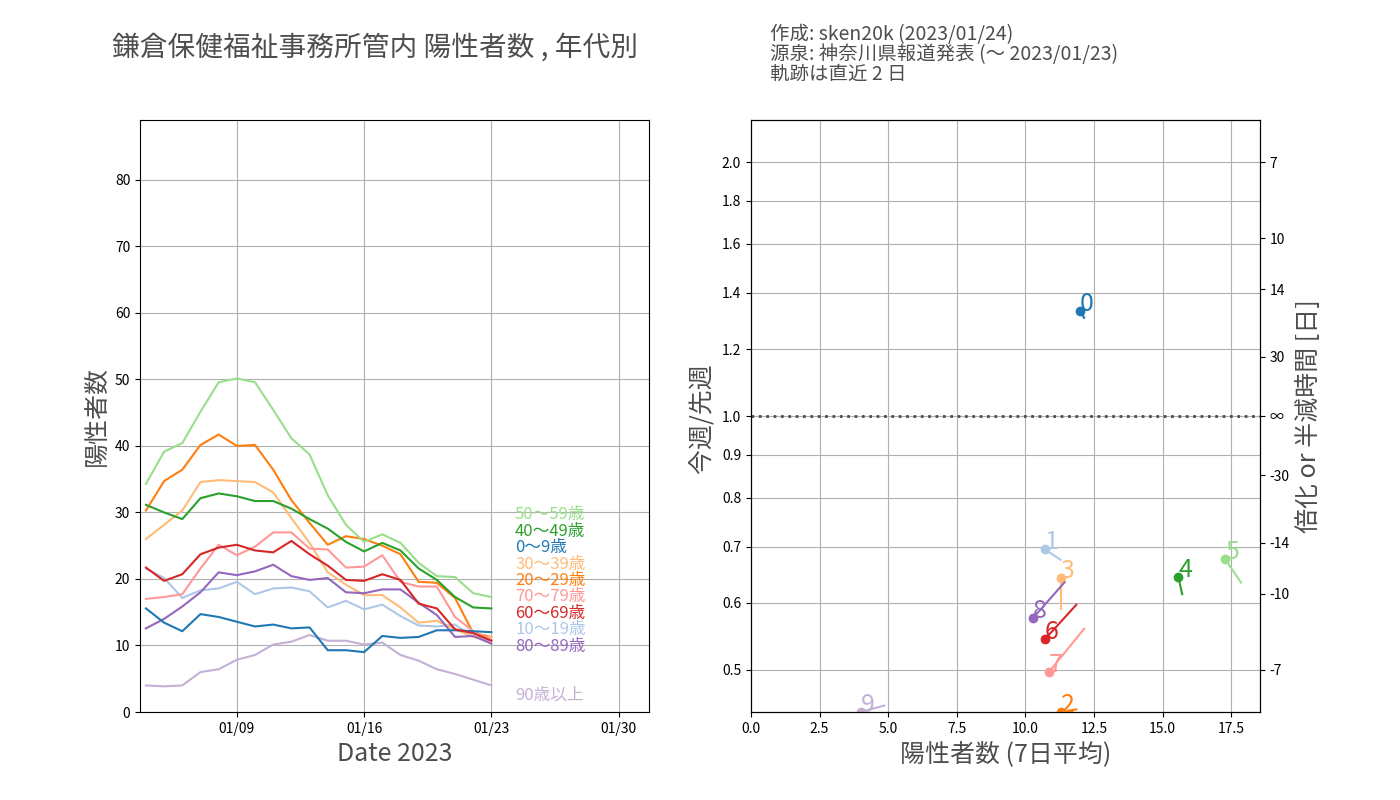 鎌倉保健福祉事務所管内 陽性者数 , 年代別
作成: sken20k (2023/01/24)
源泉: 神奈川県報道発表 (〜 2023/01/23)
軌跡は直近 2 日
陽性者数
80
70
60
50
40
30
20
10
0
01/09
01/16
01/23
01/30
Date 2023
50〜59歳
40〜49歳
0〜9歳
30〜39歳
20〜29歳
70〜79歳
60〜69歳
10〜19歳
80〜89歳
90歳以上
今週/先週
2.0
1.8
1.6
1.4
1.2
1.0
0.9
0.8
0.7
0.6
0.5
0
1
5
3
4
8
6
7
9
2
0.0
2.5
5.0
7.5
10.0
12.5
15.0
17.5
陽性者数 (7日平均)
7
10
14
30
∞
-30
-14
-10
-7
倍化 or 半減時間 [日]